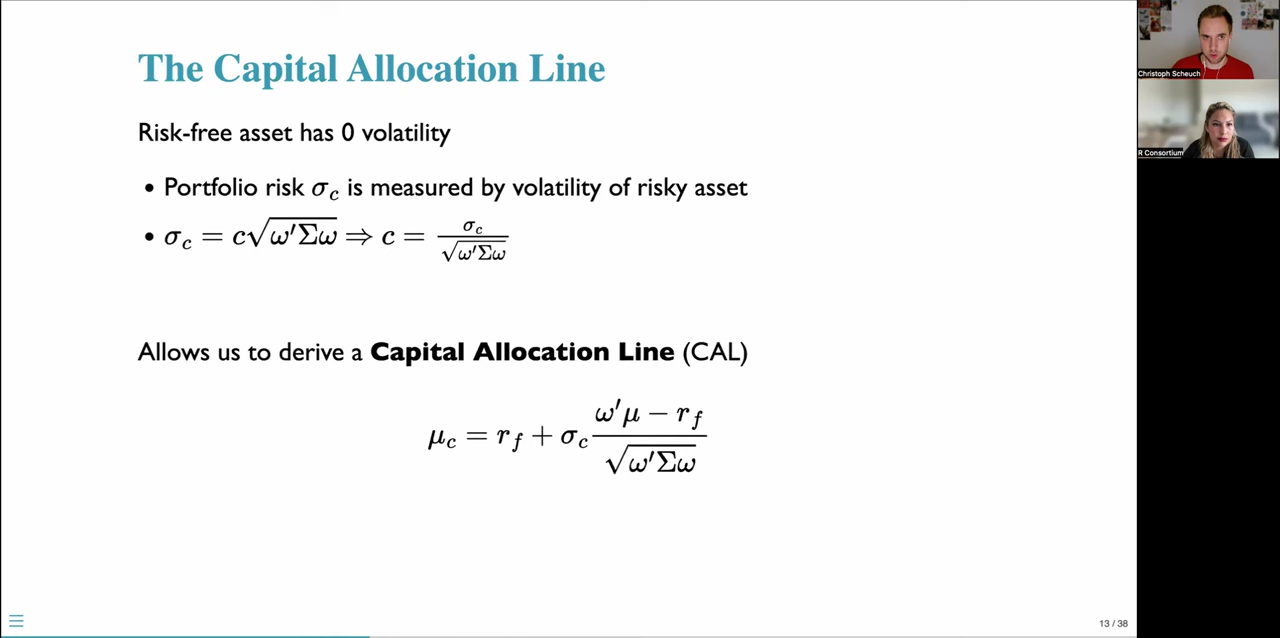 The Capital Allocation Line
Risk-free asset has 0 volatility
• Portfolio risk σ_c is measured by volatility of risky asset
• σ_c = c√(ω′Σω) ⇒ c = σ_c / √(ω′Σω)
Allows us to derive a Capital Allocation Line (CAL)
μ_c = r_f + σ_c (ω′μ − r_f) / √(ω′Σω)
13 / 38
Christoph Scheuch
R Consortium